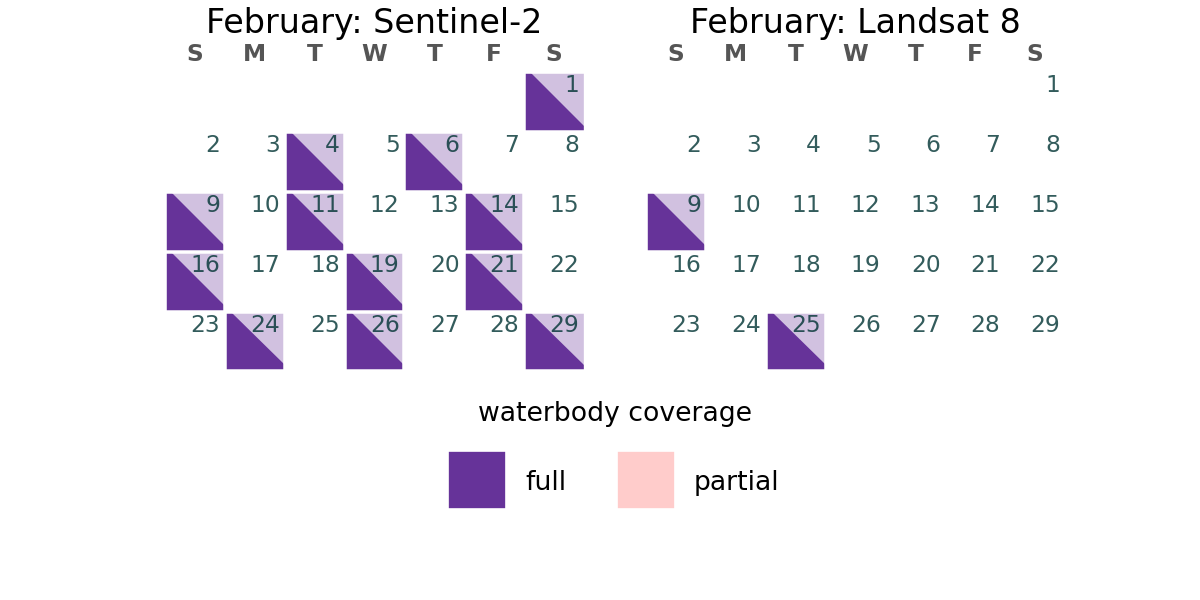 February: Sentinel-2
S M T W T F S
1
2 3 4 5 6 7 8
9 10 11 12 13 14 15
16 17 18 19 20 21 22
23 24 25 26 27 28 29
February: Landsat 8
S M T W T F S
1
2 3 4 5 6 7 8
9 10 11 12 13 14 15
16 17 18 19 20 21 22
23 24 25 26 27 28 29
waterbody coverage
full
partial